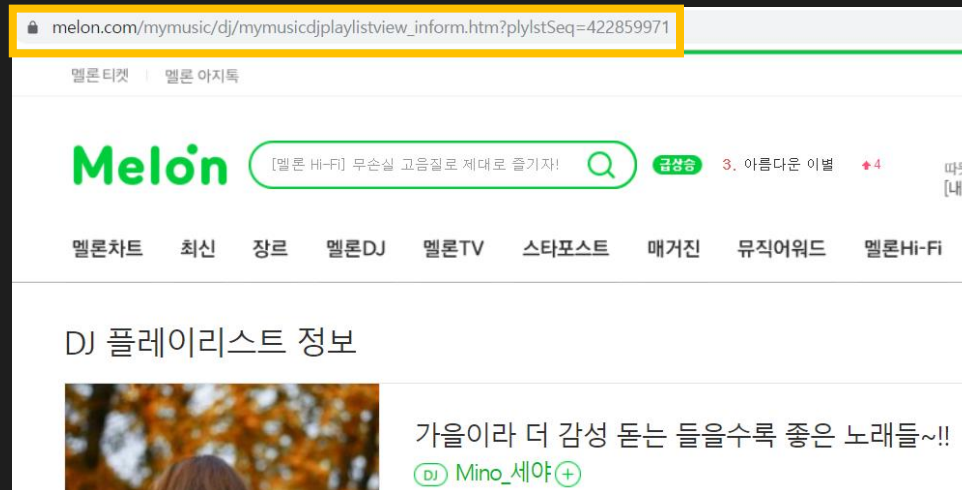 melon.com/mymusic/dj/mymusicdjplaylistview_inform.htm?plylstSeq=422859971
멜론티켓 멜론 아지톡
Melon [멜론 Hi-Fi] 무손실 고음질로 제대로 즐기자! 급상승 3. 아름다운 이별 4
멜론차트 최신 장르 멜론DJ 멜론TV 스타포스트 매거진 뮤직어워드 멜론Hi-Fi
DJ 플레이리스트 정보
가을이라 더 감성 돋는 들을수록 좋은 노래들~!!
DJ Mino_세야 +